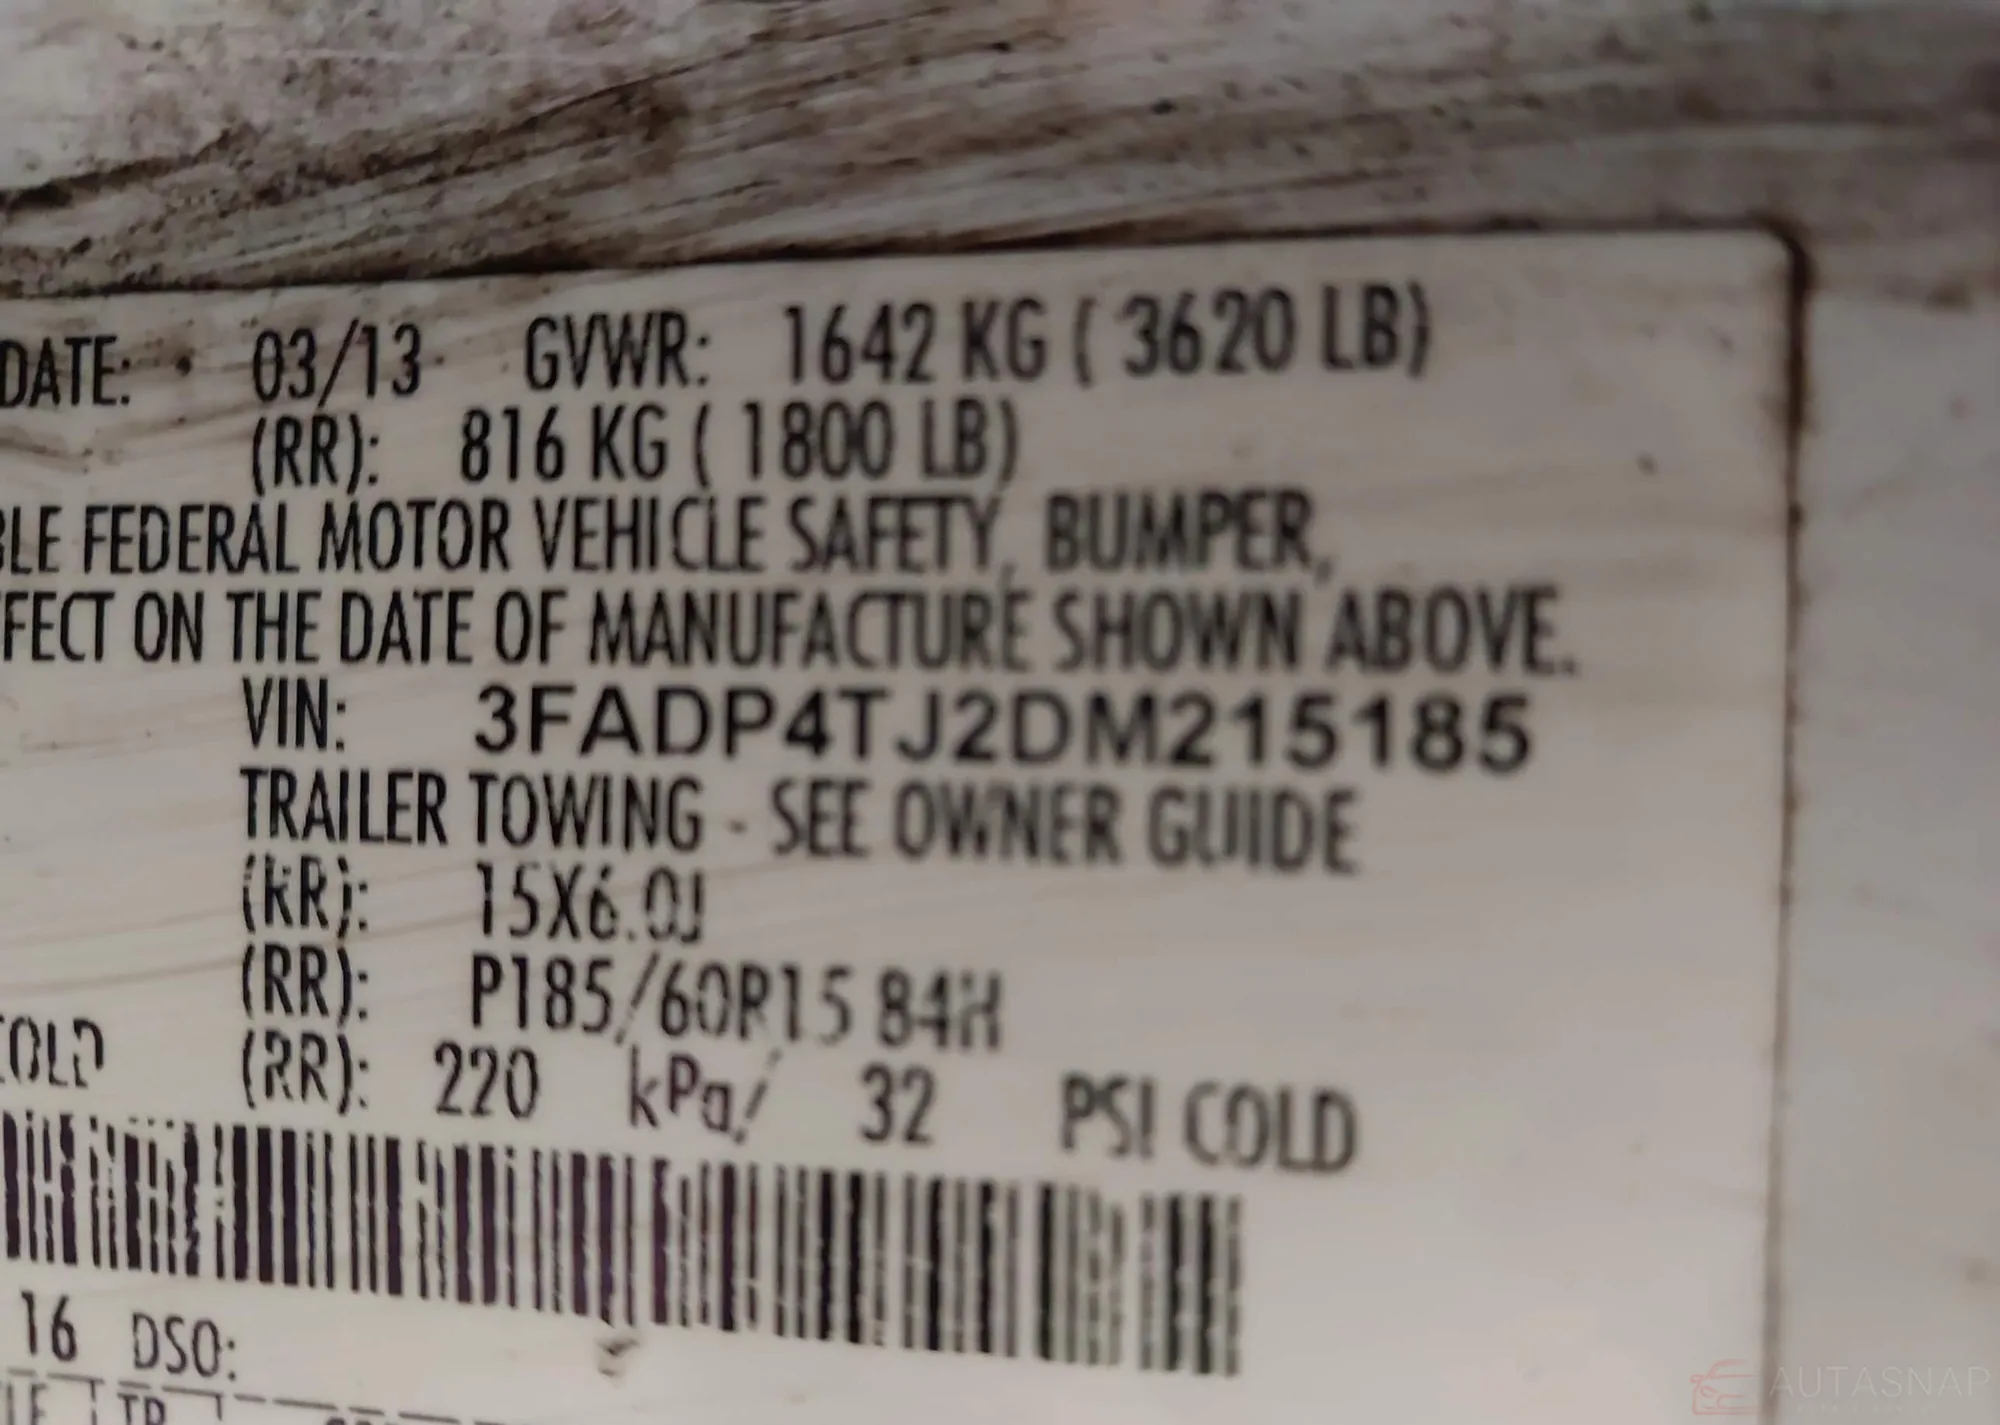 DATE: 03/13 GVWR: 1642 KG ( 3620 LB)
(RR): 816 KG ( 1800 LB)
FEDERAL MOTOR VEHICLE SAFETY, BUMPER,
ON THE DATE OF MANUFACTURE SHOWN ABOVE.
VIN: 3FADP4TJ2DM215185
TRAILER TOWING - SEE OWNER GUIDE
(RR): 15X6.0J
(RR): P185/60R15 84H
COLD (RR): 220 kPa/ 32 PSI COLD
16 DSO:
TR
AUTASNAP